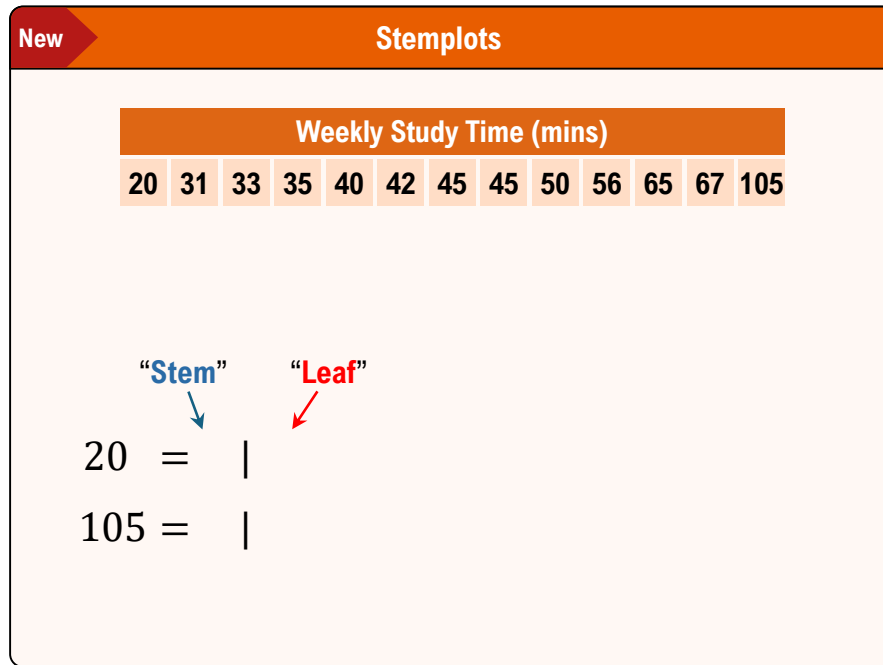 New
Stemplots
Weekly Study Time (mins)
20 31 33 35 40 42 45 45 50 56 65 67 105
“Stem” “Leaf”
20 = |
105 = |